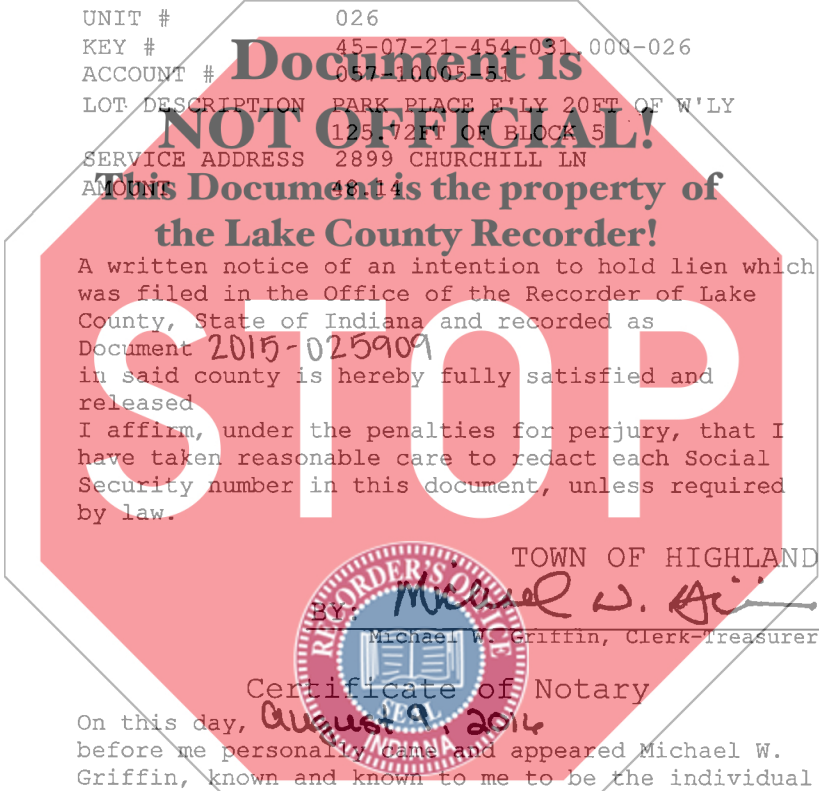 UNIT # 026
KEY # 45-07-21-454-031.000-026
Document is
ACCOUNT # 057-10005-51
LOT DESCRIPTION PARK PLACE E'LY 20FT OF W'LY
NOT OFFICIAL!
125.72FT OF BLOCK 5
SERVICE ADDRESS 2899 CHURCHILL LN
AMOUNT 48.14
This Document is the property of
the Lake County Recorder!
A written notice of an intention to hold lien which
was filed in the Office of the Recorder of Lake
County, State of Indiana and recorded as
Document 2015-025909
in said county is hereby fully satisfied and
released
I affirm, under the penalties for perjury, that I
have taken reasonable care to redact each Social
Security number in this document, unless required
by law.
STOP
TOWN OF HIGHLAND
BY:
Michael W. Griffin, Clerk-Treasurer
RECORDER'S OFFICE
SEAL
INDIANA
Certificate of Notary
On this day, August 9, 2016
before me personally came and appeared Michael W.
Griffin, known and known to me to be the individual